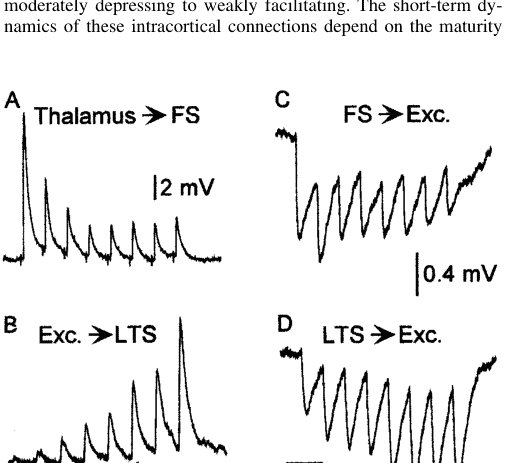 moderately depressing to weakly facilitating. The short-term dy-
namics of these intracortical connections depend on the maturity
A
Thalamus ➔ FS
2 mV
C
FS ➔ Exc.
0.4 mV
B
Exc. ➔ LTS
D
LTS ➔ Exc.